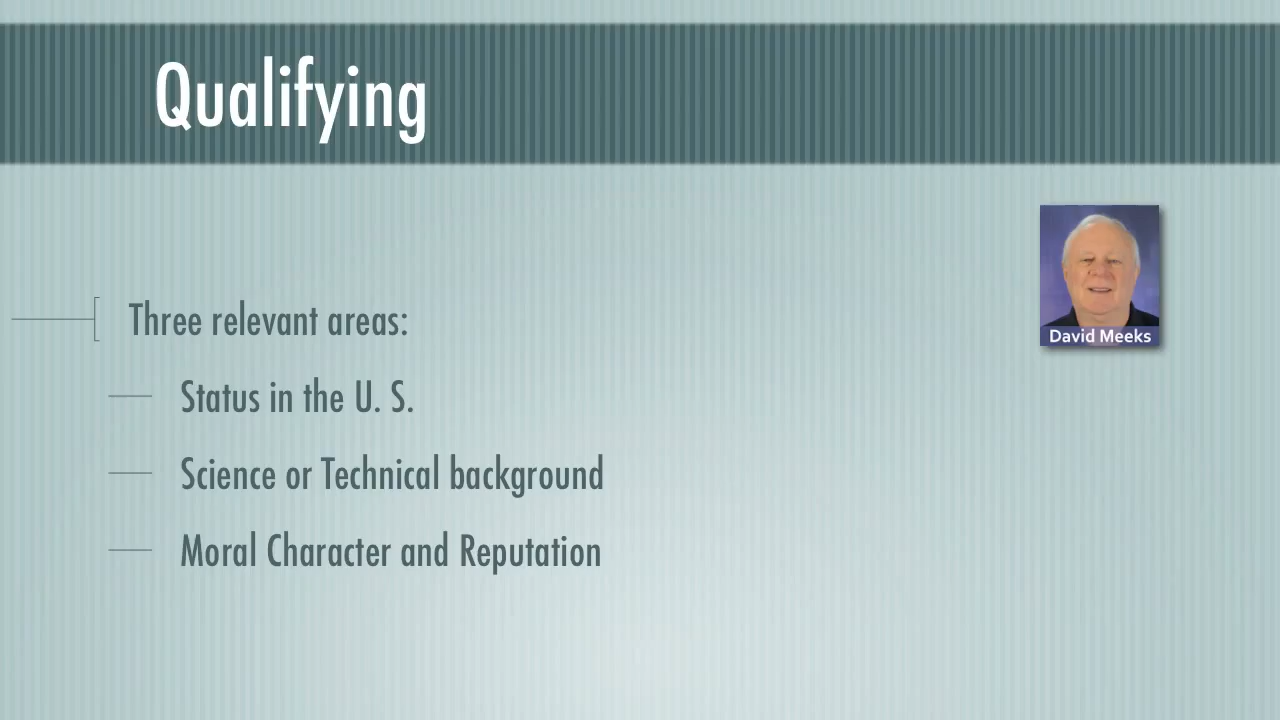 Qualifying
David Meeks
Three relevant areas:
Status in the U. S.
Science or Technical background
Moral Character and Reputation